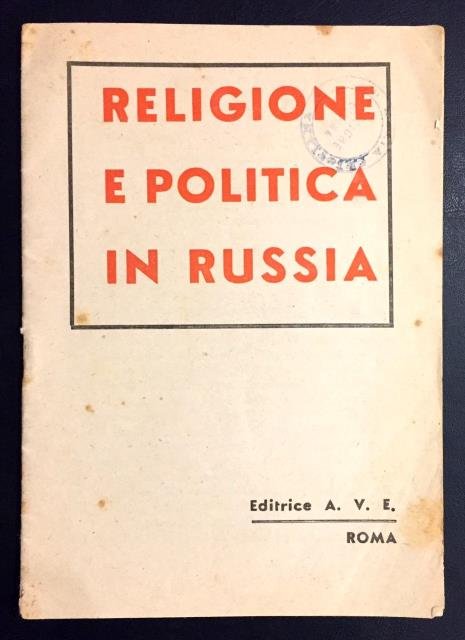 RELIGIONE
E POLITICA
IN RUSSIA
Editrice A. V. E.
ROMA